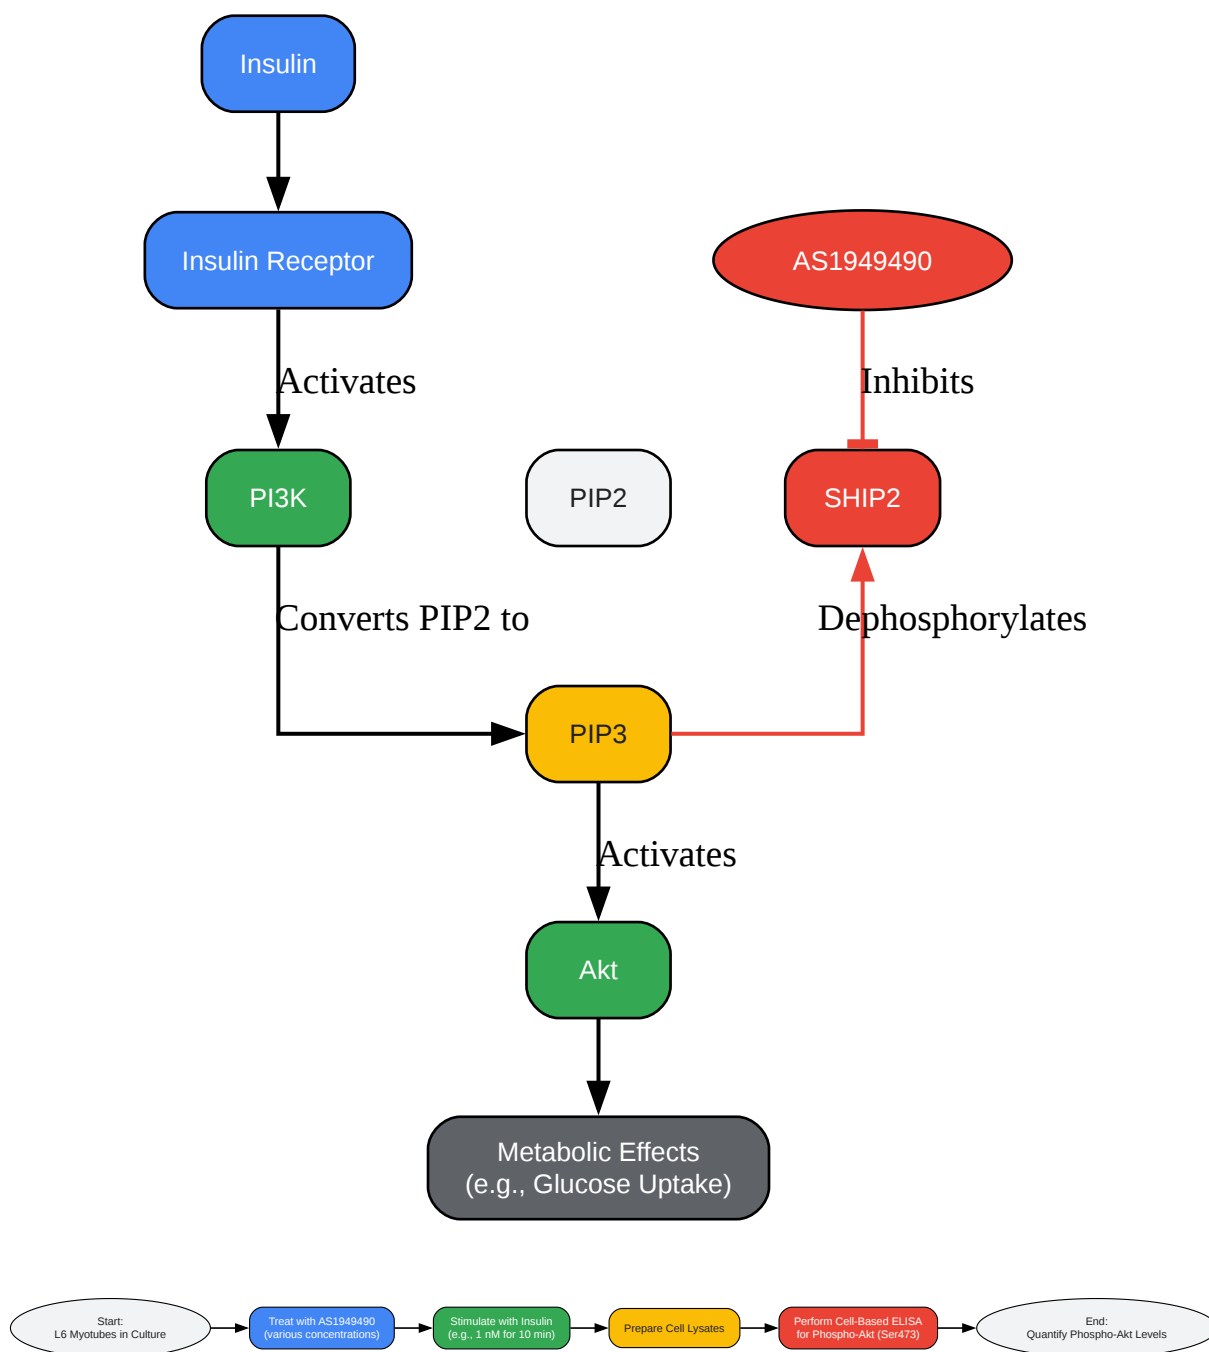 Insulin
Insulin Receptor
AS1949490
Activates
Inhibits
PI3K
PIP2
SHIP2
Converts PIP2 to
Dephosphorylates
PIP3
Activates
Akt
Metabolic Effects
(e.g., Glucose Uptake)
Start:
L6 Myotubes in Culture
Treat with AS1949490
(various concentrations)
Stimulate with Insulin
(e.g., 1 nM for 10 min)
Prepare Cell Lysates
Perform Cell-Based ELISA
for Phospho-Akt (Ser473)
End:
Quantify Phospho-Akt Levels